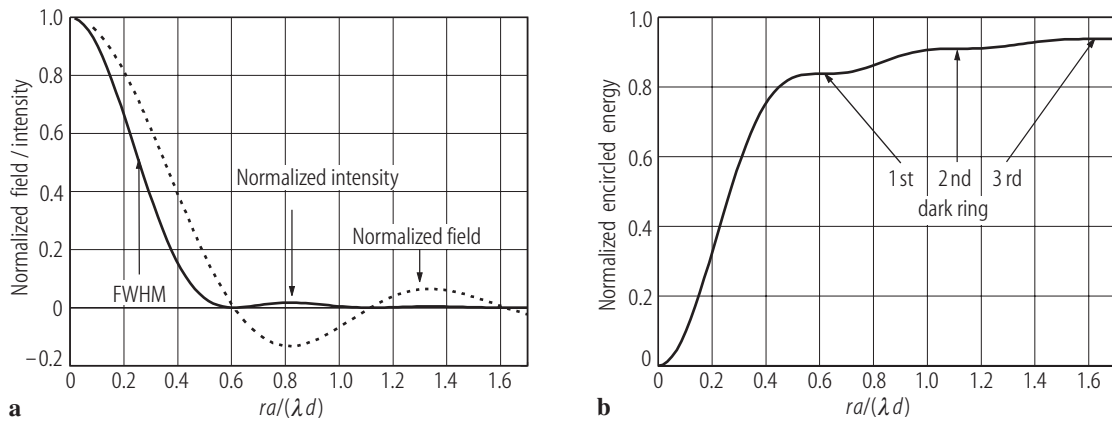 1.0
0.8
0.6
0.4
0.2
0
–0.2
Normalized field / intensity
Normalized intensity
Normalized field
FWHM
0 0.2 0.4 0.6 0.8 1.0 1.2 1.4 1.6
ra/(λd)
a
1.0
0.8
0.6
0.4
0.2
0
Normalized encircled energy
1 st 2 nd 3 rd
dark ring
0 0.2 0.4 0.6 0.8 1.0 1.2 1.4 1.6
ra/(λd)
b